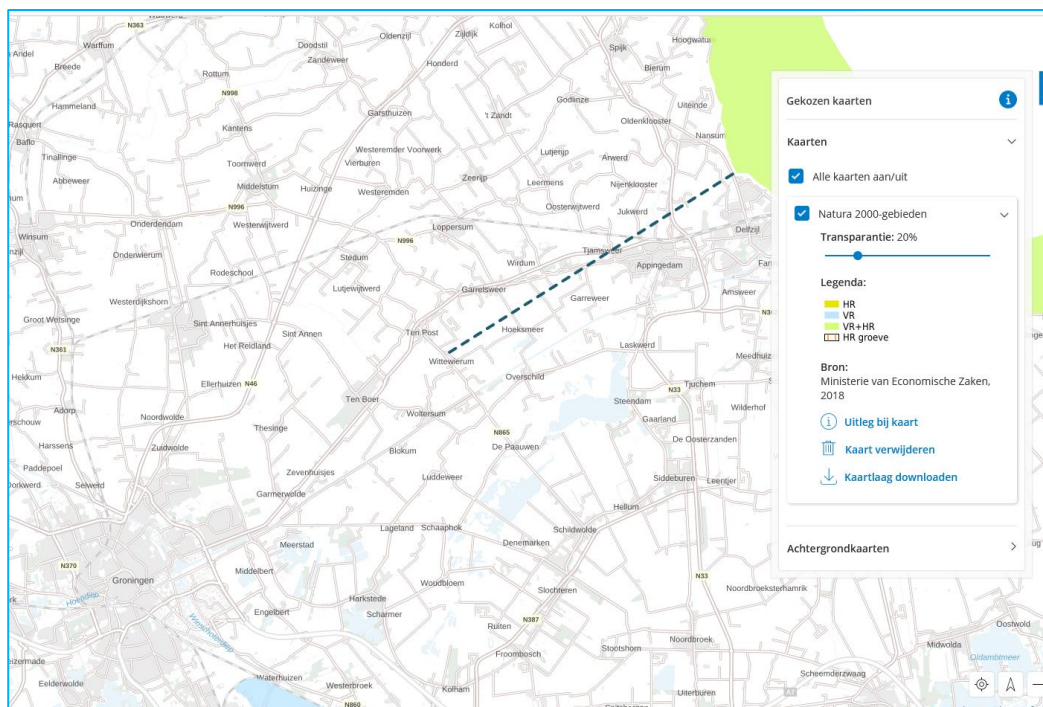 N363
Warffum
Andel
Breede
Doodstil
Zandeweer
Oldenzijl
Zijldijk
Kolhol
Honderd
Spijk
Hoogwatum
Bierum
Rottum
N998
Godlinze
Uiteinde
Hammeland
Garsthuizen
't Zandt
Oldenklooster
Rasquert
Kantens
Nansum
Baflo
Westeremder Voorwerk
Lutjerijp
Arwerd
Tinallinge
Toornwerd
Vierburen
Abbeweer
Middelstum
Huizinge
Westeremden
Zeerijp
Leermens
Nijenklooster
N996
Oosterwijtwerd
Jukwerd
Onderdendam
Westerwijtwerd
Loppersum
Delfzijl
Winsum
N996
Tjamsweer
Onderwierum
Stedum
Wirdum
Appingedam
Rodeschool
Lutjewijtwerd
Garrelsweer
Amsweer
Westerdijkshorn
Garreweer
Groot Wetsinge
Sint Annerhuisjes
Sint Annen
Ten Post
Hoeksmeer
N361
Het Reidland
Laskwerd
Wittewierum
Meedhuiz
Hekkum
Ellerhuizen
N46
Overschild
N33
Tjuchem
Adorp
Ten Boer
Woltersum
Steendam
Wilderhof
Noordwolde
Gaarland
Thesinge
N865
Harssens
Zuidwolde
Blokum
De Paauwen
De Oosterzanden
Paddepoel
Zevenhuisjes
Selwerd
Luddeweer
Siddeburen
Leentjer
Garmerwolde
Hellum
Lageland
Schaaphok
Schildwolde
Meerstad
Denemarken
N370
Middelbert
Groningen
Woudbloem
N33
Noordbroeksterhamrik
Hoendiep
Harkstede
Slochteren
Engelbert
Scharmer
Winschoterdiep
Ruiten
N387
Oostwold
Noordbroek
Stootshorn
Midwolda
Froombosch
Oldambtmeer
Waterhuizen
Westerbroek
Scheemderzwaag
Eelderwolde
Kolham
Uiterburen
A7
N860
Gekozen kaarten
Kaarten
Alle kaarten aan/uit
Natura 2000-gebieden
Transparantie: 20%
Legenda:
HR
VR
VR+HR
HR groeve
Bron:
Ministerie van Economische Zaken,
2018
Uitleg bij kaart
Kaart verwijderen
Kaartlaag downloaden
Achtergrondkaarten